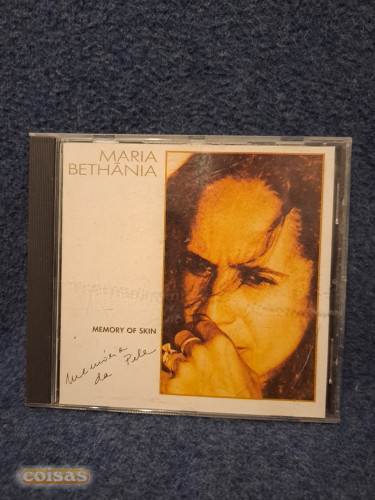 MARIA
BETHÂNIA
MEMORY OF SKIN
Memória
da Pele
coisas